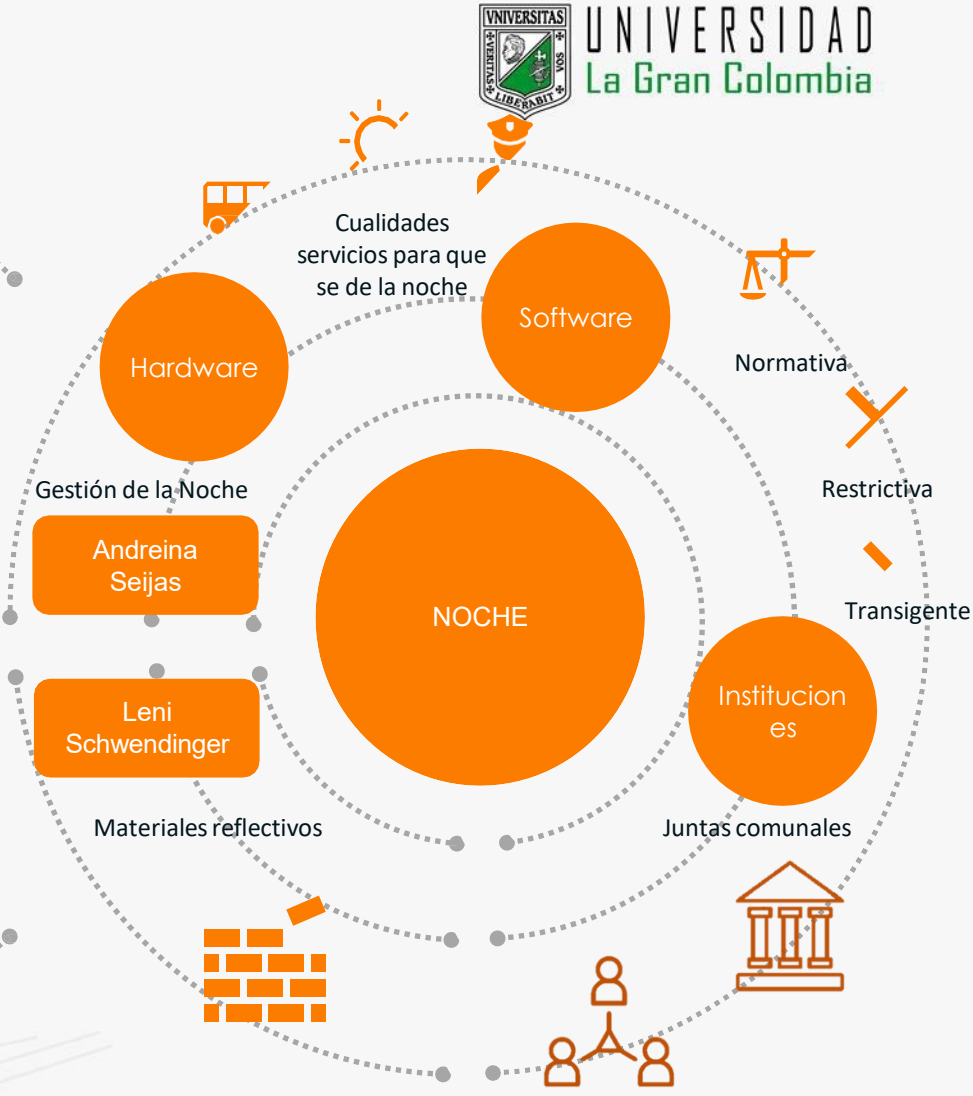 VNIVERSITAS
VERITAS
VOS
LIBERABIT
UNIVERSIDAD
La Gran Colombia
Cualidades
servicios para que
se de la noche
Software
Hardware
Normativa
Gestión de la Noche
Restrictiva
Andreina
Seijas
NOCHE
Transigente
Leni
Schwendinger
Institucion
es
Materiales reflectivos
Juntas comunales